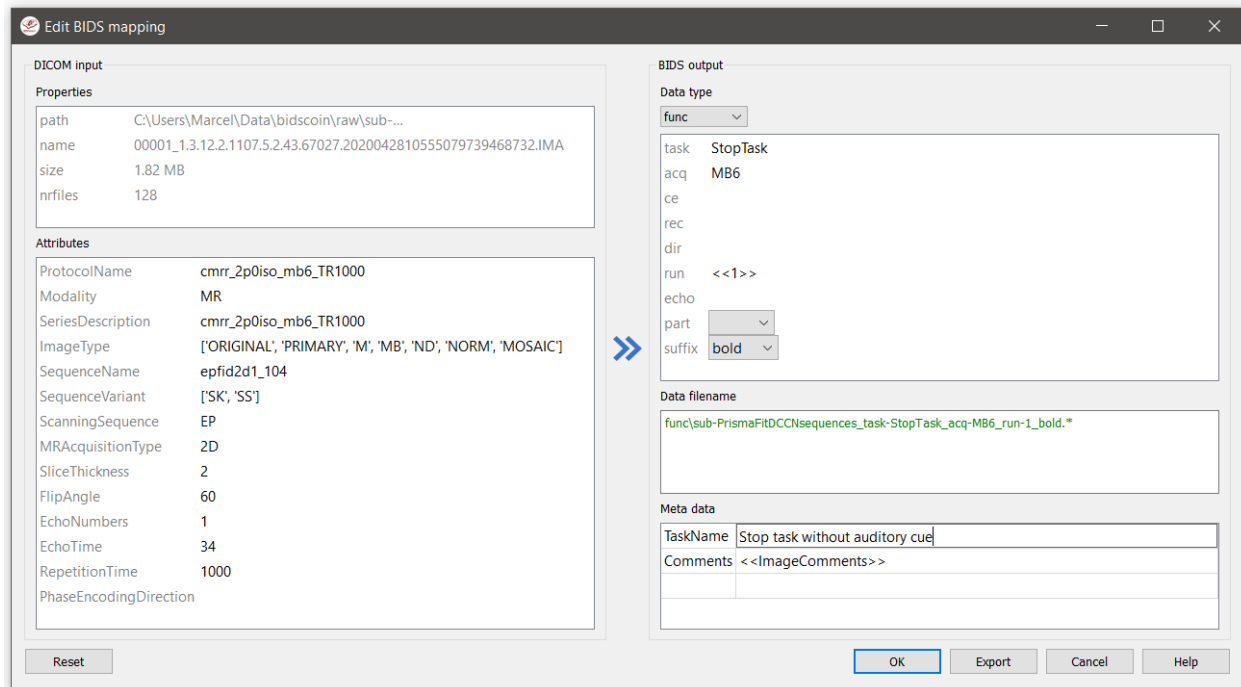 Edit BIDS mapping
DICOM input
Properties
path C:\Users\Marcel\Data\bidscoin\raw\sub-...
name 00001_1.3.12.2.1107.5.2.43.67027.2020042810555079739468732.IMA
size 1.82 MB
nrfiles 128
Attributes
ProtocolName cmrr_2p0iso_mb6_TR1000
Modality MR
SeriesDescription cmrr_2p0iso_mb6_TR1000
ImageType ['ORIGINAL', 'PRIMARY', 'M', 'MB', 'ND', 'NORM', 'MOSAIC']
SequenceName epfid2d1_104
SequenceVariant ['SK', 'SS']
ScanningSequence EP
MRAcquisitionType 2D
SliceThickness 2
FlipAngle 60
EchoNumbers 1
EchoTime 34
RepetitionTime 1000
PhaseEncodingDirection
Reset
BIDS output
Data type
func
task StopTask
acq MB6
ce
rec
dir
run <<1>>
echo
part
suffix bold
Data filename
func\sub-PrismaFitDCCNsequences_task-StopTask_acq-MB6_run-1_bold.*
Meta data
TaskName Stop task without auditory cue
Comments <<ImageComments>>
OK Export Cancel Help